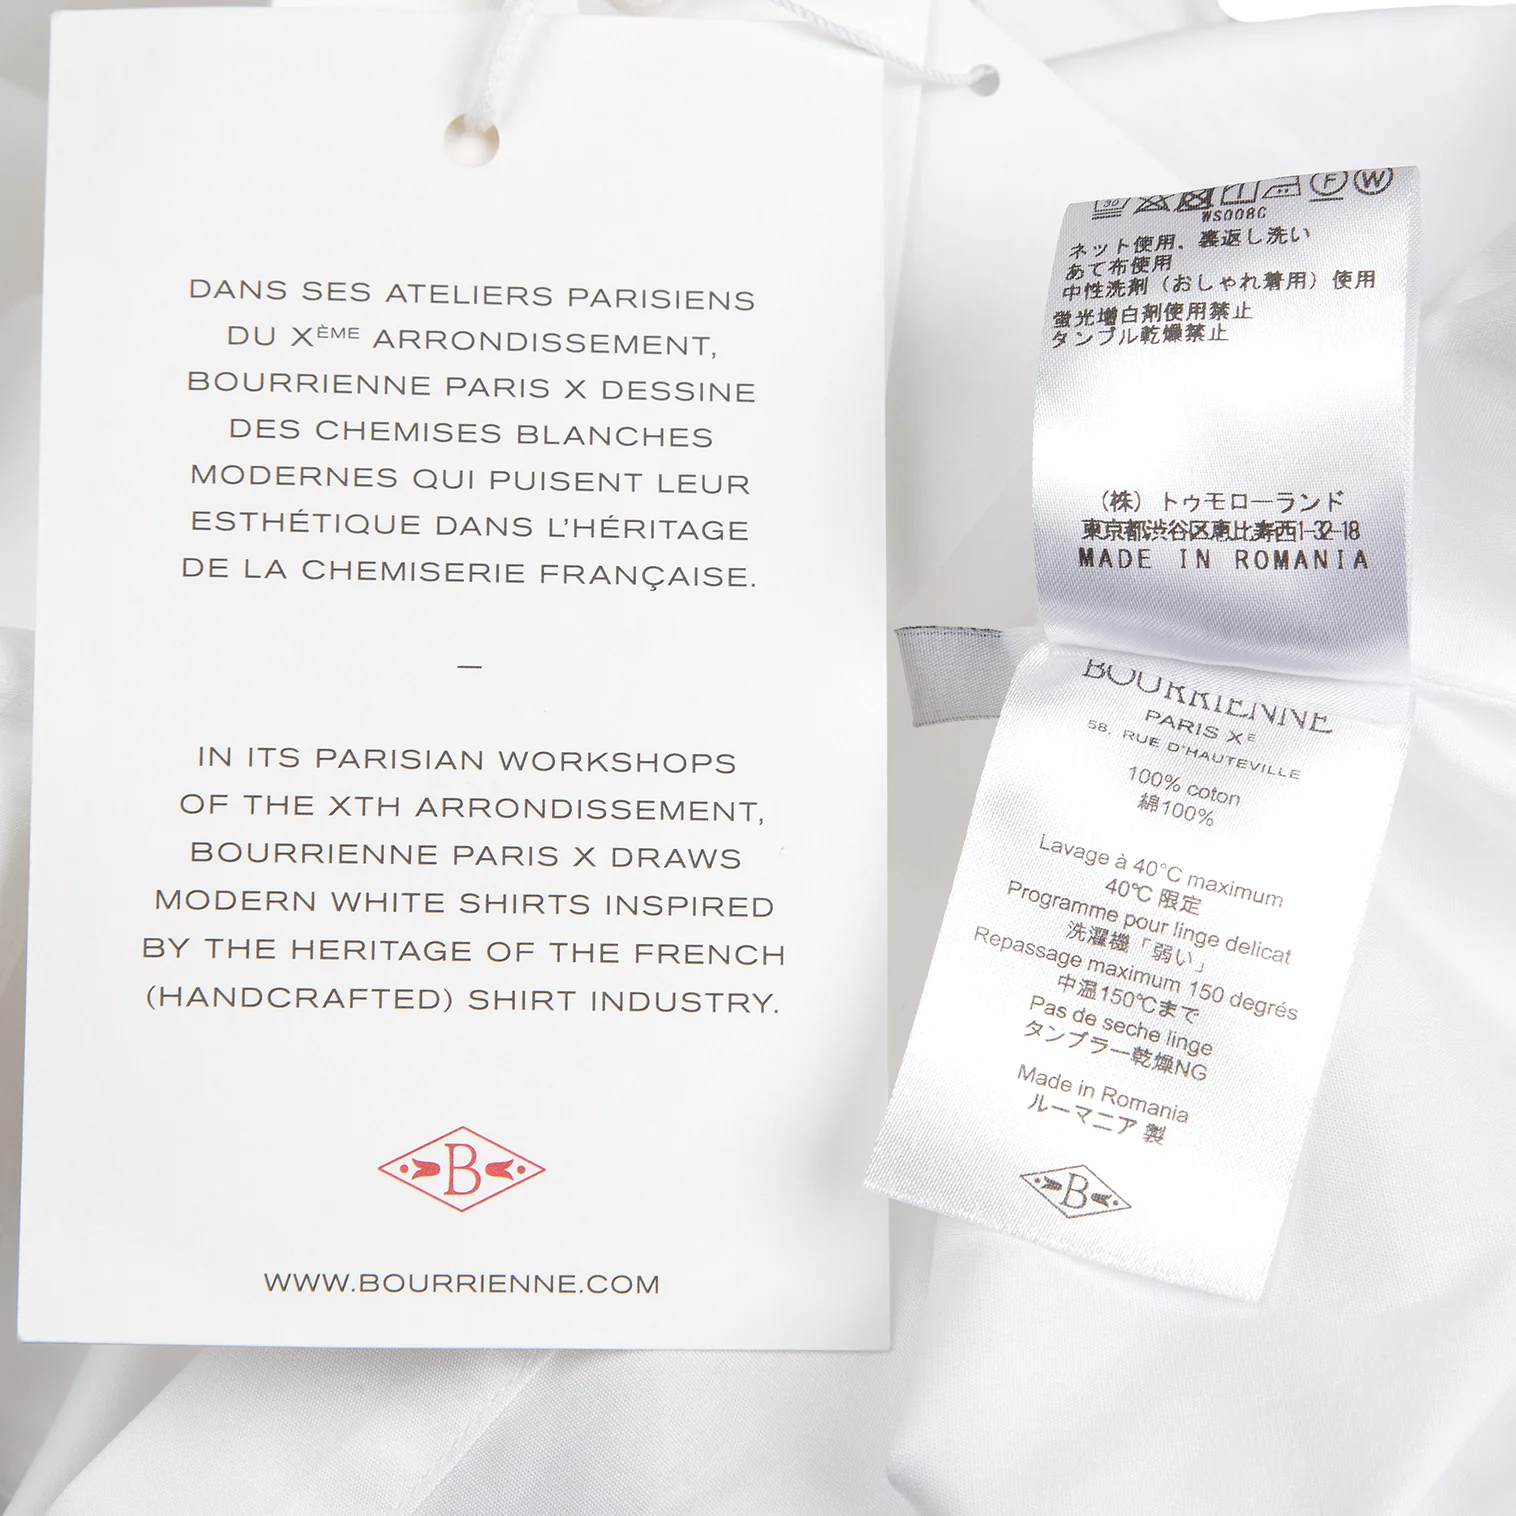 DANS SES ATELIERS PARISIENS
DU XÈME ARRONDISSEMENT,
BOURRIENNE PARIS X DESSINE
DES CHEMISES BLANCHES
MODERNES QUI PUISENT LEUR
ESTHÉTIQUE DANS L'HÉRITAGE
DE LA CHEMISERIE FRANÇAISE.
—
IN ITS PARISIAN WORKSHOPS
OF THE XTH ARRONDISSEMENT,
BOURRIENNE PARIS X DRAWS
MODERN WHITE SHIRTS INSPIRED
BY THE HERITAGE OF THE FRENCH
(HANDCRAFTED) SHIRT INDUSTRY.
B
WWW.BOURRIENNE.COM
30 F W
WS008C
ネット使用、裏返し洗い
あて布使用
中性洗剤（おしゃれ着用）使用
蛍光増白剤使用禁止
タンブル乾燥禁止
（株）トゥモローランド
東京都渋谷区恵比寿西1-32-18
MADE IN ROMANIA
BOURRIENNE
PARIS XE
58, RUE D'HAUTEVILLE
100% coton
綿100%
Lavage à 40°C maximum
40℃ 限定
Programme pour linge delicat
洗濯機「弱い」
Repassage maximum 150 degrés
中温150℃まで
Pas de seche linge
タンブラー乾燥NG
Made in Romania
ルーマニア 製
B